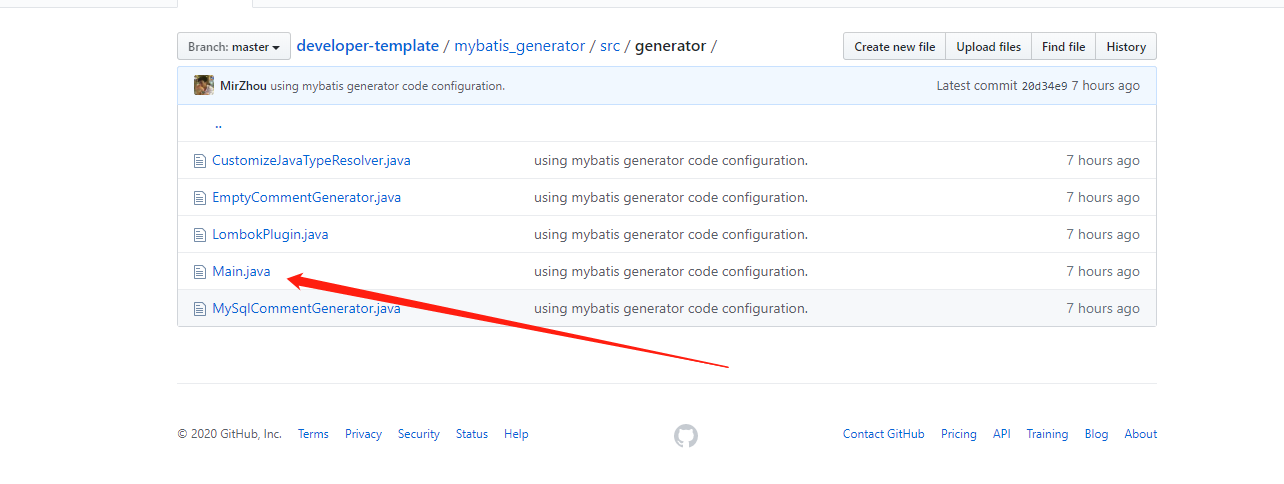 Branch: master developer-template / mybatis_generator / src / generator / Create new file Upload files Find file History
MirZhou using mybatis generator code configuration. Latest commit 20d34e9 7 hours ago
..
CustomizeJavaTypeResolver.java using mybatis generator code configuration. 7 hours ago
EmptyCommentGenerator.java using mybatis generator code configuration. 7 hours ago
LombokPlugin.java using mybatis generator code configuration. 7 hours ago
Main.java using mybatis generator code configuration. 7 hours ago
MySqlCommentGenerator.java using mybatis generator code configuration. 7 hours ago
© 2020 GitHub, Inc. Terms Privacy Security Status Help Contact GitHub Pricing API Training Blog About